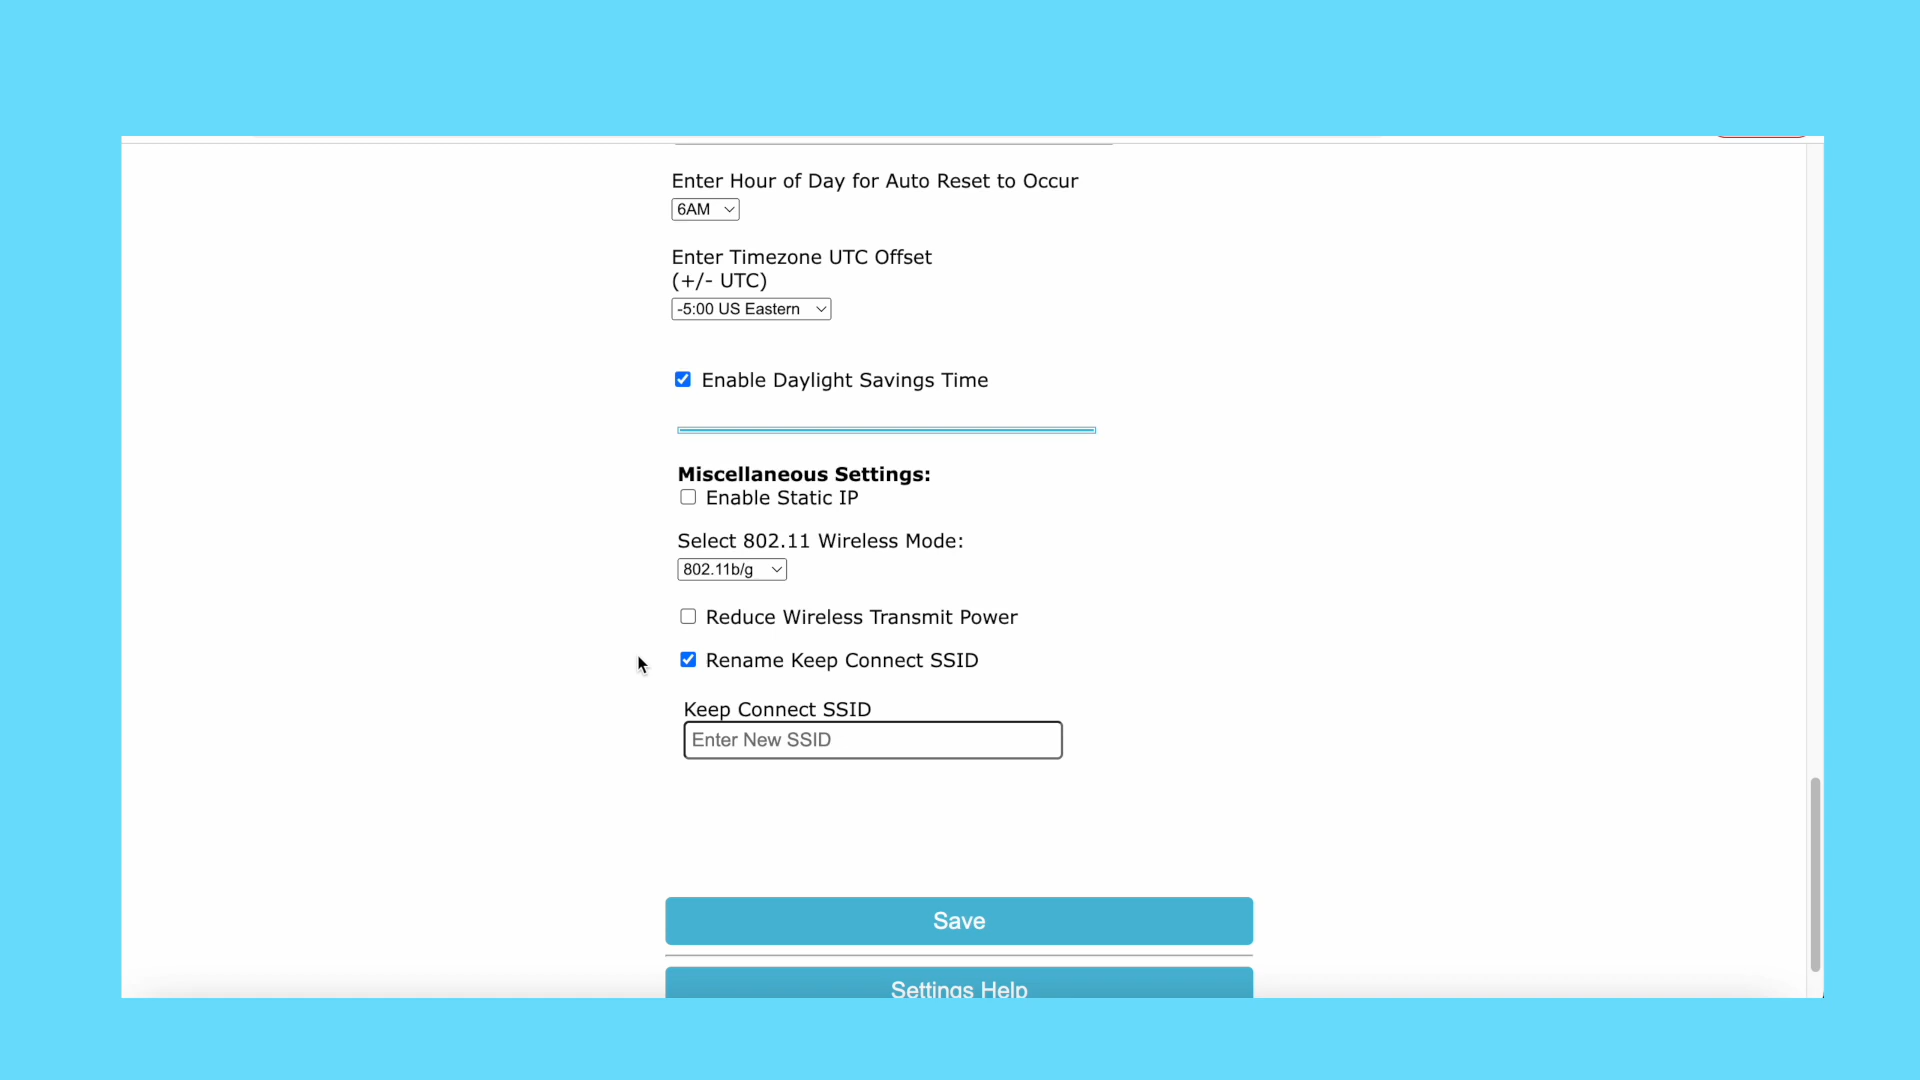 Enter Hour of Day for Auto Reset to Occur
6AM
Enter Timezone UTC Offset
(+/- UTC)
-5:00 US Eastern
Enable Daylight Savings Time
Miscellaneous Settings:
Enable Static IP
Select 802.11 Wireless Mode:
802.11b/g
Reduce Wireless Transmit Power
Rename Keep Connect SSID
Keep Connect SSID
Enter New SSID
Save
Settings Help